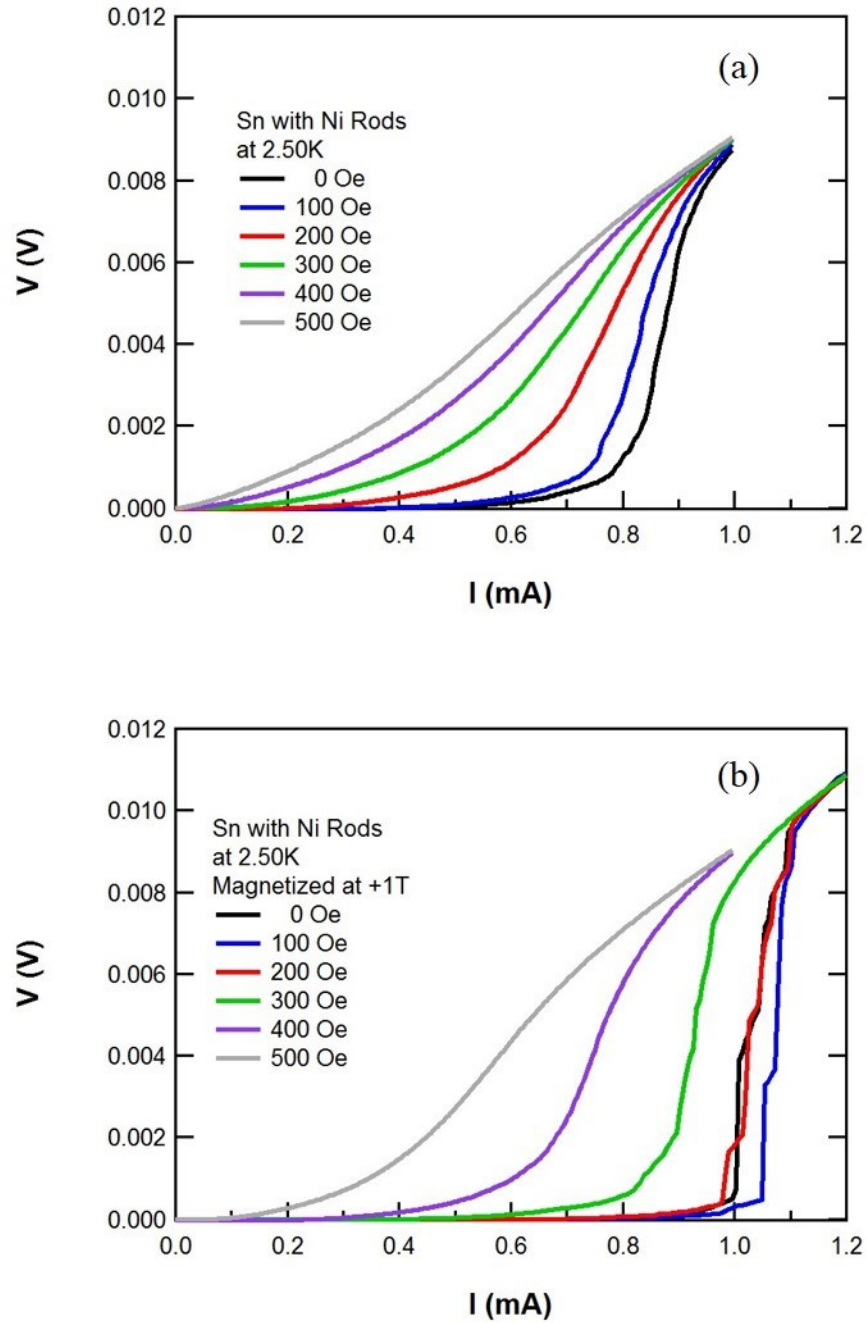 (a)
0.012
0.010
0.008
0.006
0.004
0.002
0.000
V (V)
Sn with Ni Rods
at 2.50K
0 Oe
100 Oe
200 Oe
300 Oe
400 Oe
500 Oe
0.0 0.2 0.4 0.6 0.8 1.0 1.2
I (mA)
(b)
0.012
0.010
0.008
0.006
0.004
0.002
0.000
V (V)
Sn with Ni Rods
at 2.50K
Magnetized at +1T
0 Oe
100 Oe
200 Oe
300 Oe
400 Oe
500 Oe
0.0 0.2 0.4 0.6 0.8 1.0 1.2
I (mA)